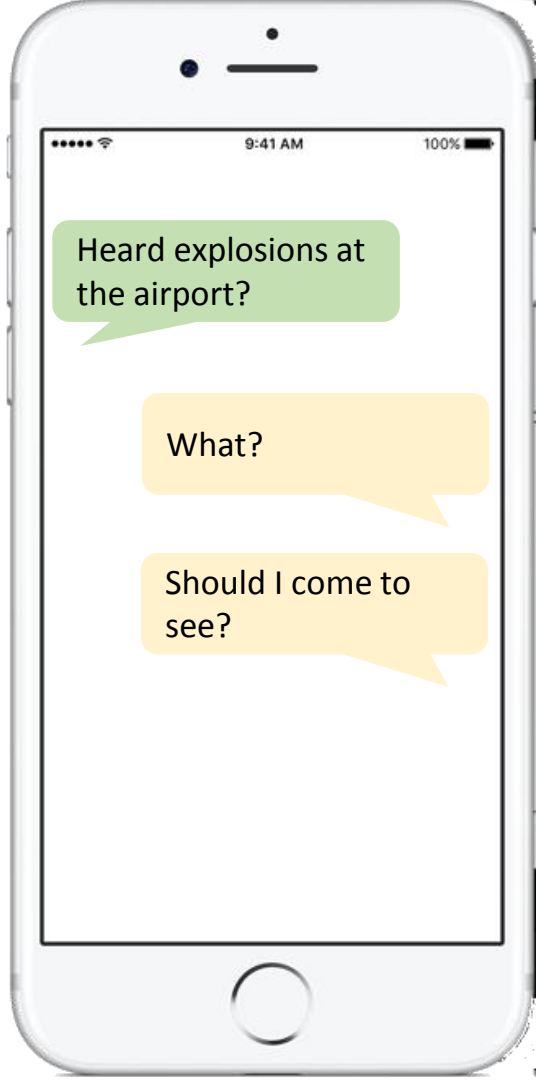 9:41 AM
100%
Heard explosions at
the airport?
What?
Should I come to
see?